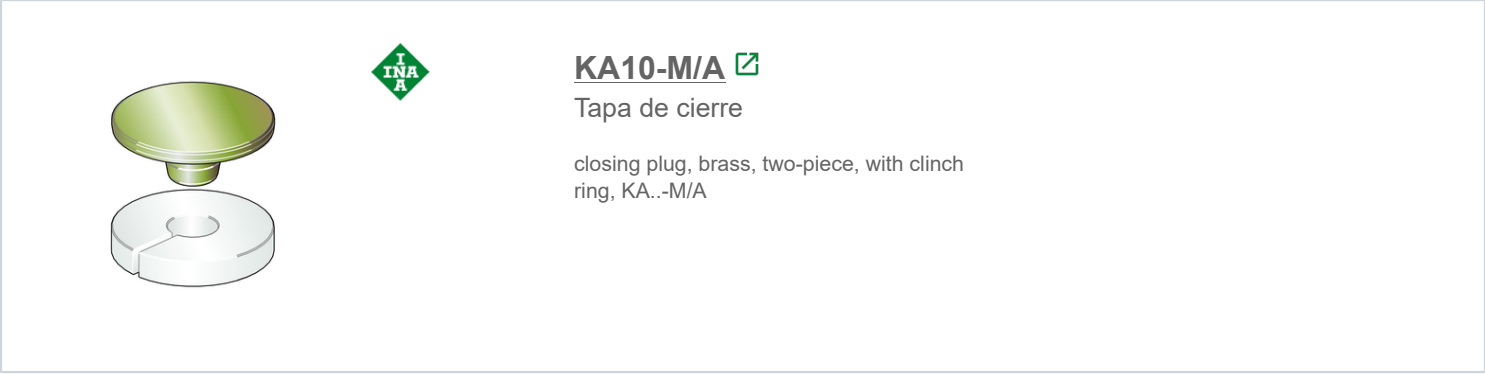 I
INA
A
KA10-M/A
Tapa de cierre
closing plug, brass, two-piece, with clinch
ring, KA..-M/A